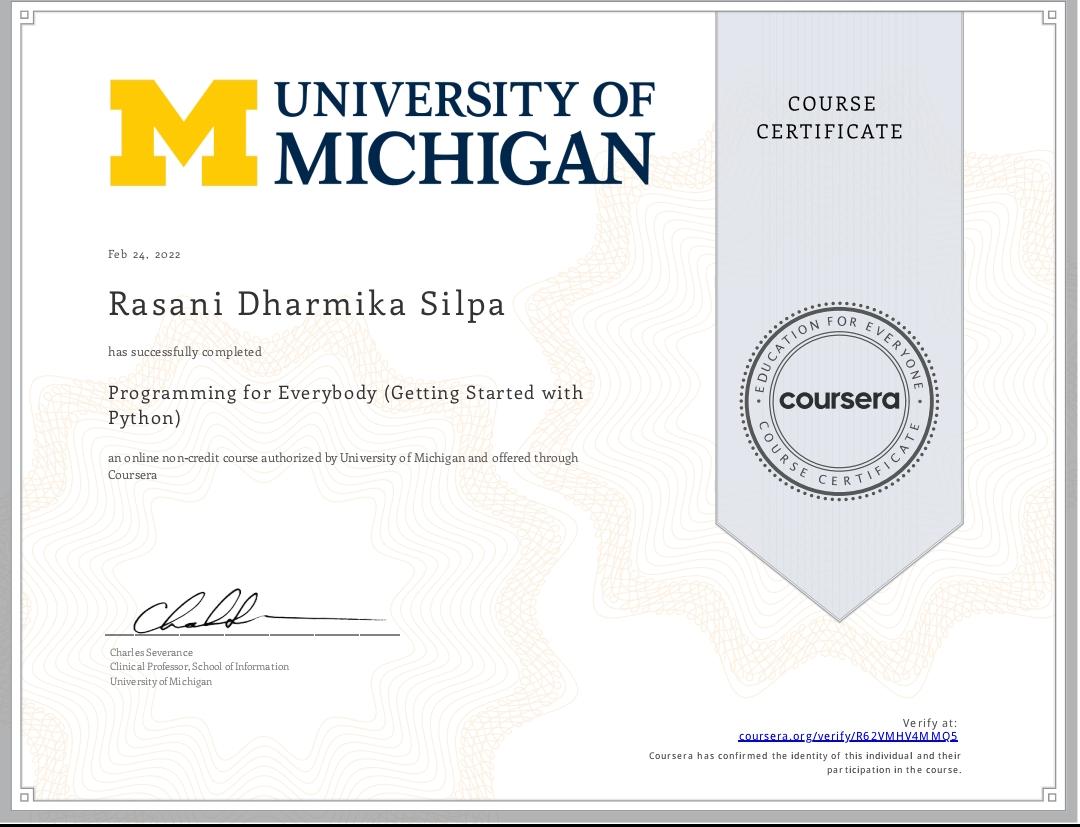 UNIVERSITY OF
MICHIGAN
COURSE
CERTIFICATE
Feb 24, 2022
Rasani Dharmika Silpa
has successfully completed
Programming for Everybody (Getting Started with
Python)
an online non-credit course authorized by University of Michigan and offered through
Coursera
EDUCATION FOR EVERYONE
coursera
COURSE CERTIFICATE
Charles Severance
Clinical Professor, School of Information
University of Michigan
Verify at:
coursera.org/verify/R62VMHV4MMQ5
Coursera has confirmed the identity of this individual and their
participation in the course.